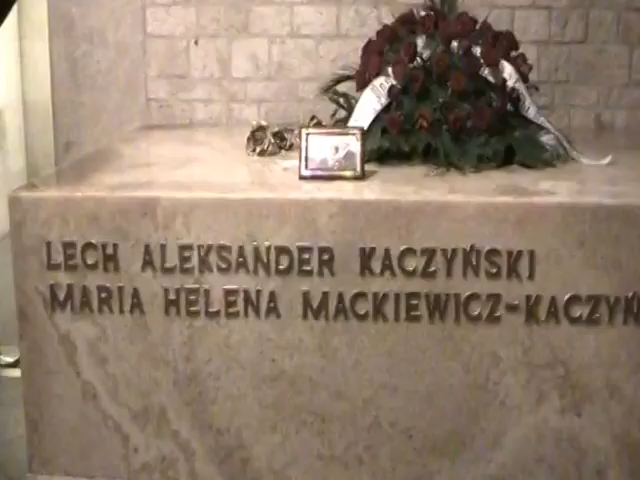 LECH ALEKSANDER KACZYŃSKI
MARIA HELENA MACKIEWICZ-KACZYŃ